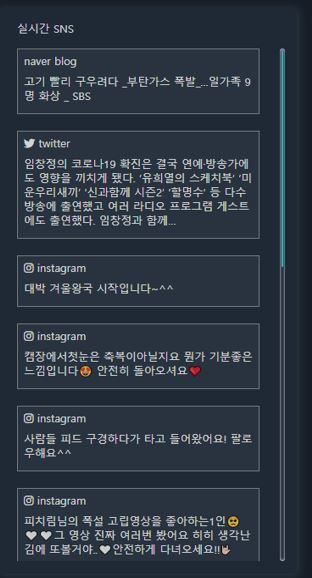 실시간 SNS
naver blog
고기 빨리 구우려다 _부탄가스 폭발_...일가족 9
명 화상 _ SBS
twitter
임창정의 코로나19 확진은 결국 연예·방송가에
도 영향을 끼치게 됐다. '유희열의 스케치북' '미
운우리새끼' '신과함께 시즌2' '할명수' 등 다수
방송에 출연했고 여러 라디오 프로그램 게스트
에도 출연했다. 임창정과 함께...
instagram
대박 겨울왕국 시작입니다~^^
instagram
캠장에서첫눈은 축복이아닐지요 뭔가 기분좋은
느낌입니다😍 안전히 돌아오셔요❤️
instagram
사람들 피드 구경하다가 타고 들어왔어요! 팔로
우해요^^
instagram
피치림님의 폭설 고립영상을 좋아하는1인🥺
🤍🤍그 영상 진짜 여러번 봤어요 히히 생각난
김에 또볼거야..🤍안전하게 다녀오세요!!🤟🏻